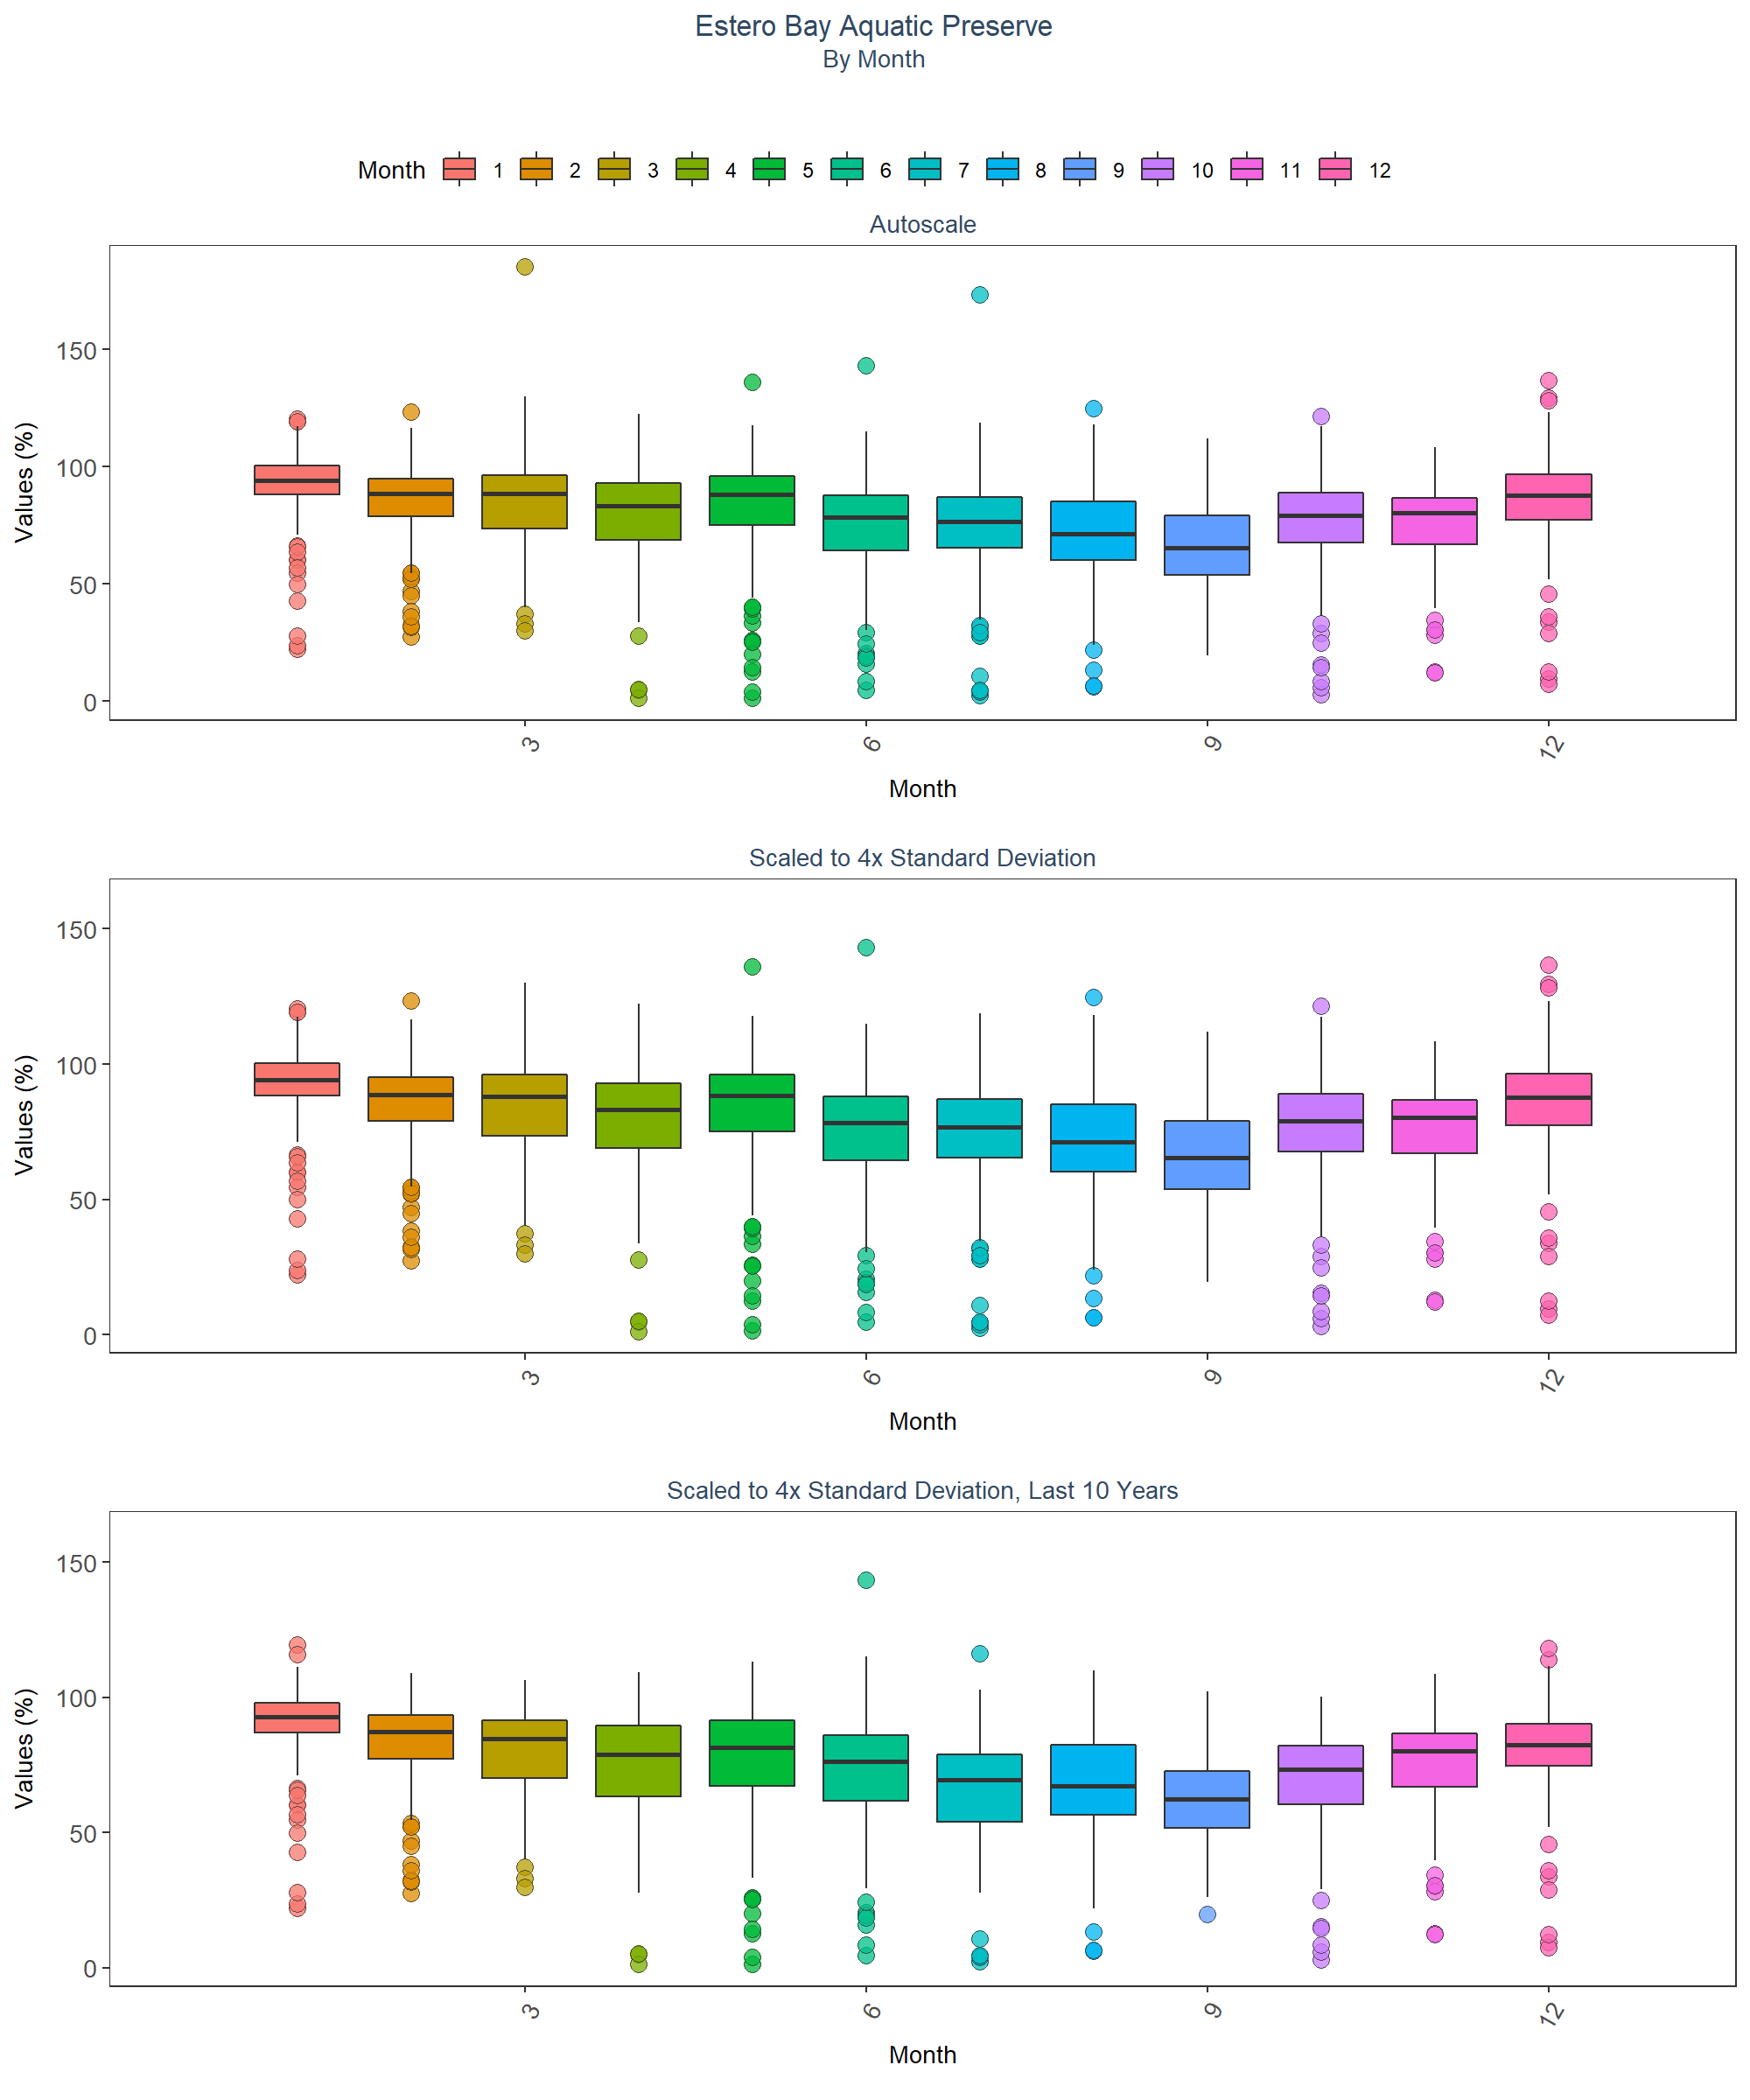 Estero Bay Aquatic Preserve
By Month
Month 1 2 3 4 5 6 7 8 9 10 11 12
Autoscale
Values (%)
150
100
50
0
3 6 9 12
Month
Scaled to 4x Standard Deviation
Values (%)
150
100
50
0
3 6 9 12
Month
Scaled to 4x Standard Deviation, Last 10 Years
Values (%)
150
100
50
0
3 6 9 12
Month